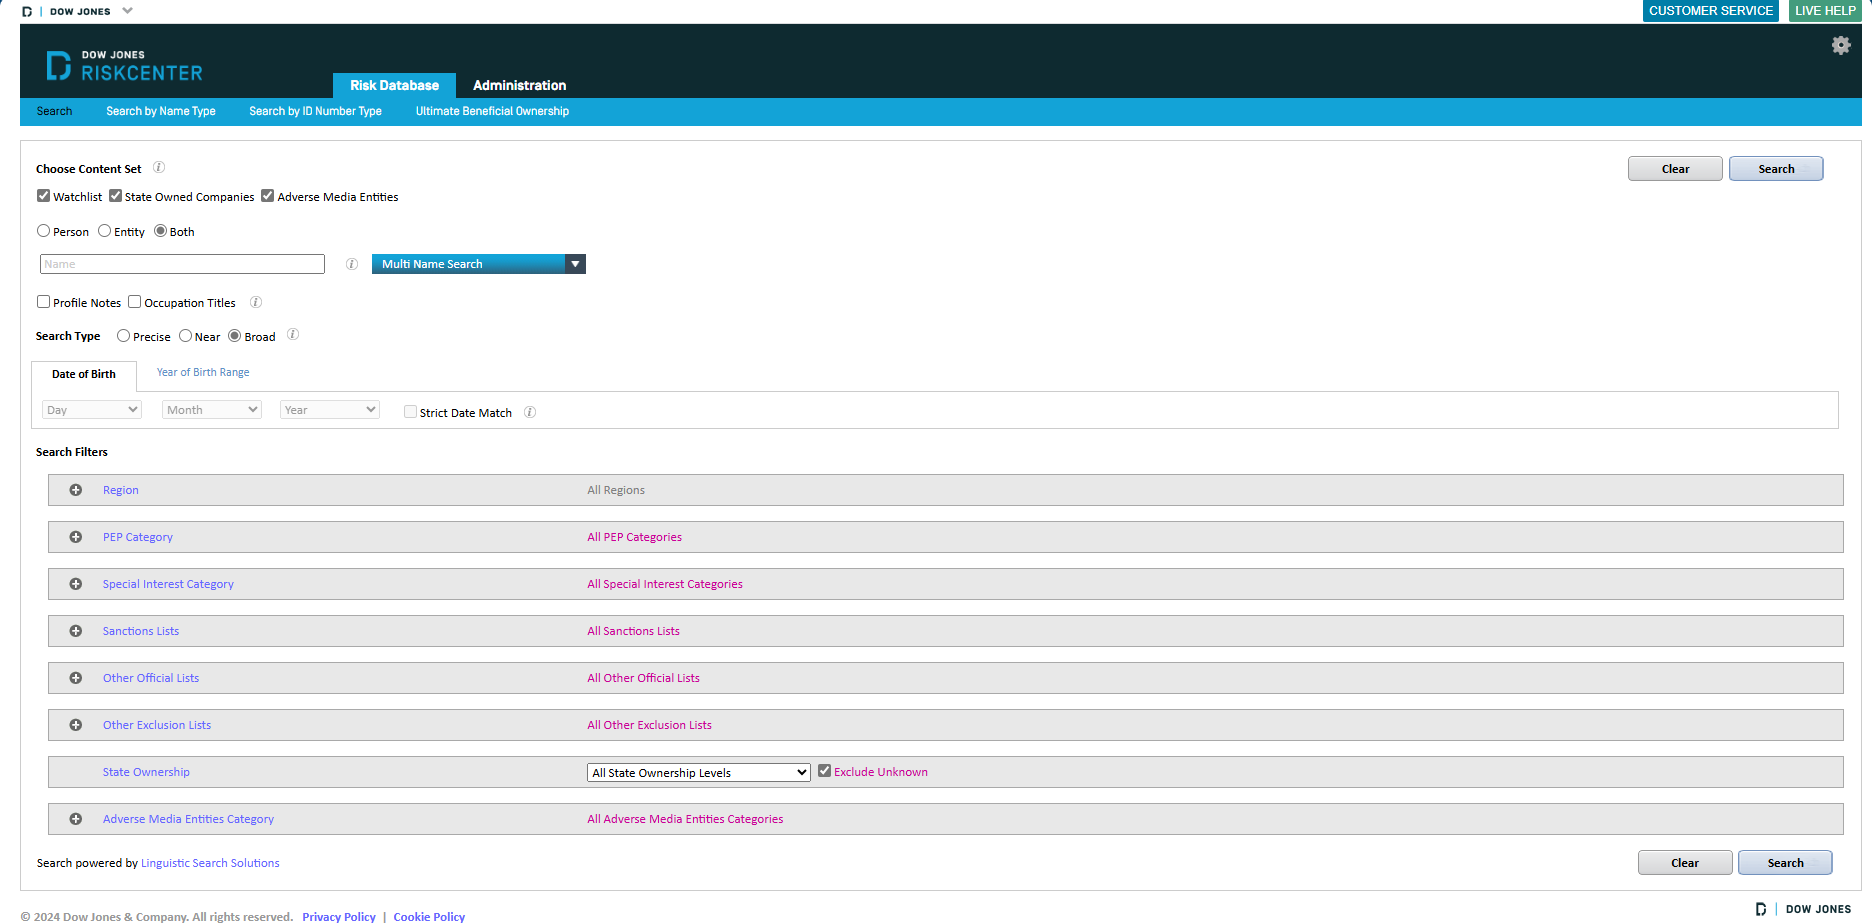 DOW JONES
CUSTOMER SERVICE LIVE HELP
DOW JONES
RISKCENTER
Risk Database Administration
Search Search by Name Type Search by ID Number Type Ultimate Beneficial Ownership
Choose Content Set i
Clear Search
Watchlist State Owned Companies Adverse Media Entities
Person Entity Both
Name i Multi Name Search
Profile Notes Occupation Titles i
Search Type Precise Near Broad i
Date of Birth Year of Birth Range
Day Month Year Strict Date Match i
Search Filters
Region All Regions
PEP Category All PEP Categories
Special Interest Category All Special Interest Categories
Sanctions Lists All Sanctions Lists
Other Official Lists All Other Official Lists
Other Exclusion Lists All Other Exclusion Lists
State Ownership All State Ownership Levels Exclude Unknown
Adverse Media Entities Category All Adverse Media Entities Categories
Search powered by Linguistic Search Solutions
Clear Search
© 2024 Dow Jones & Company. All rights reserved. Privacy Policy | Cookie Policy
DOW JONES